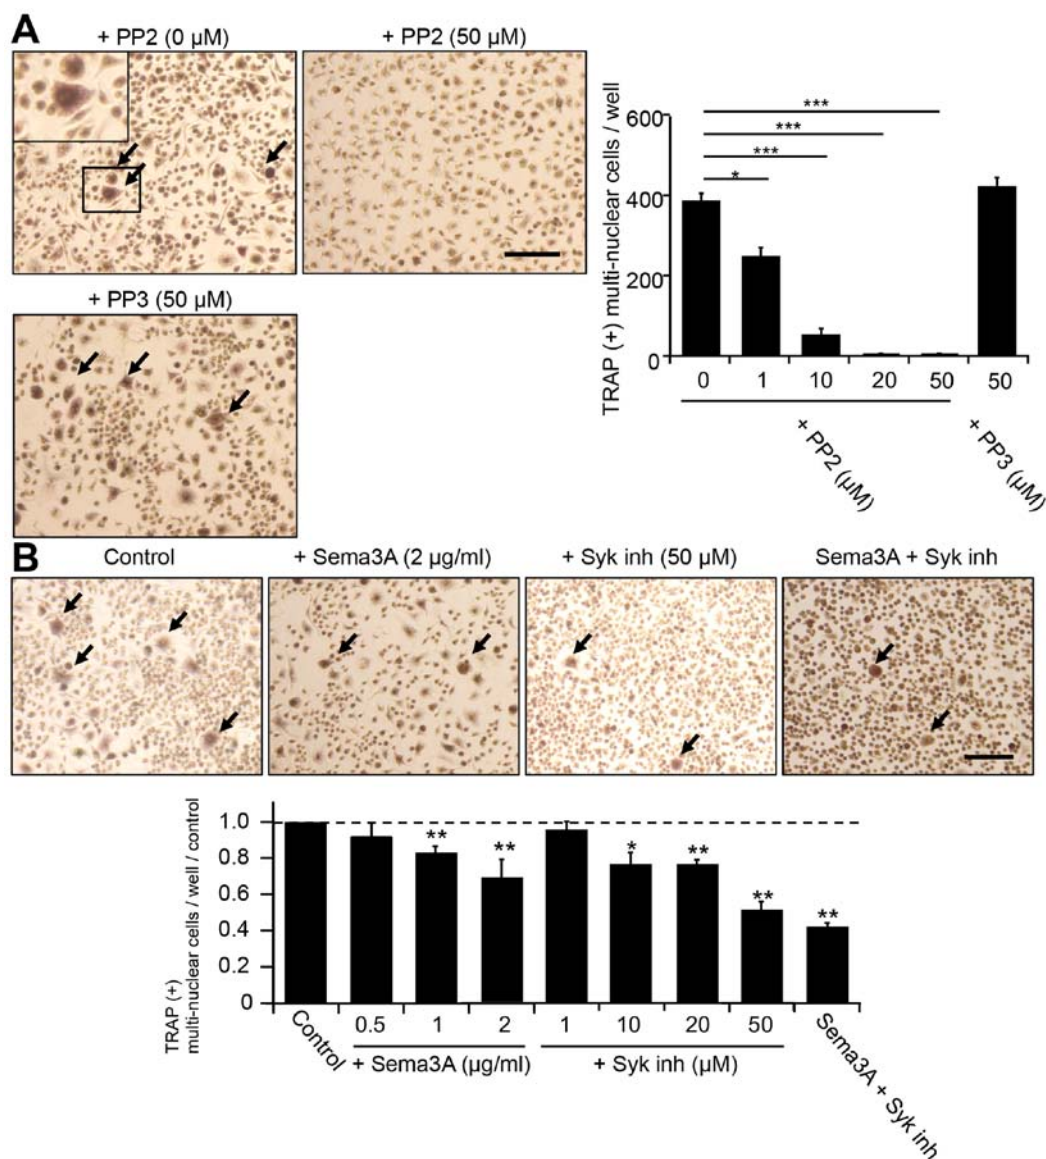 A
+ PP2 (0 µM)
+ PP2 (50 µM)
+ PP3 (50 µM)
TRAP (+) multi-nuclear cells / well
600
400
200
0
***
***
***
*
0 1 10 20 50 50
+ PP2 (µM)
+ PP3 (µM)
B
Control
+ Sema3A (2 µg/ml)
+ Syk inh (50 µM)
Sema3A + Syk inh
TRAP (+)
multi-nuclear cells / well / control
1.0
0.8
0.6
0.4
0.2
0
** ** * ** ** **
Control
0.5 1 2 1 10 20 50
+ Sema3A (µg/ml)
+ Syk inh (µM)
Sema3A + Syk inh